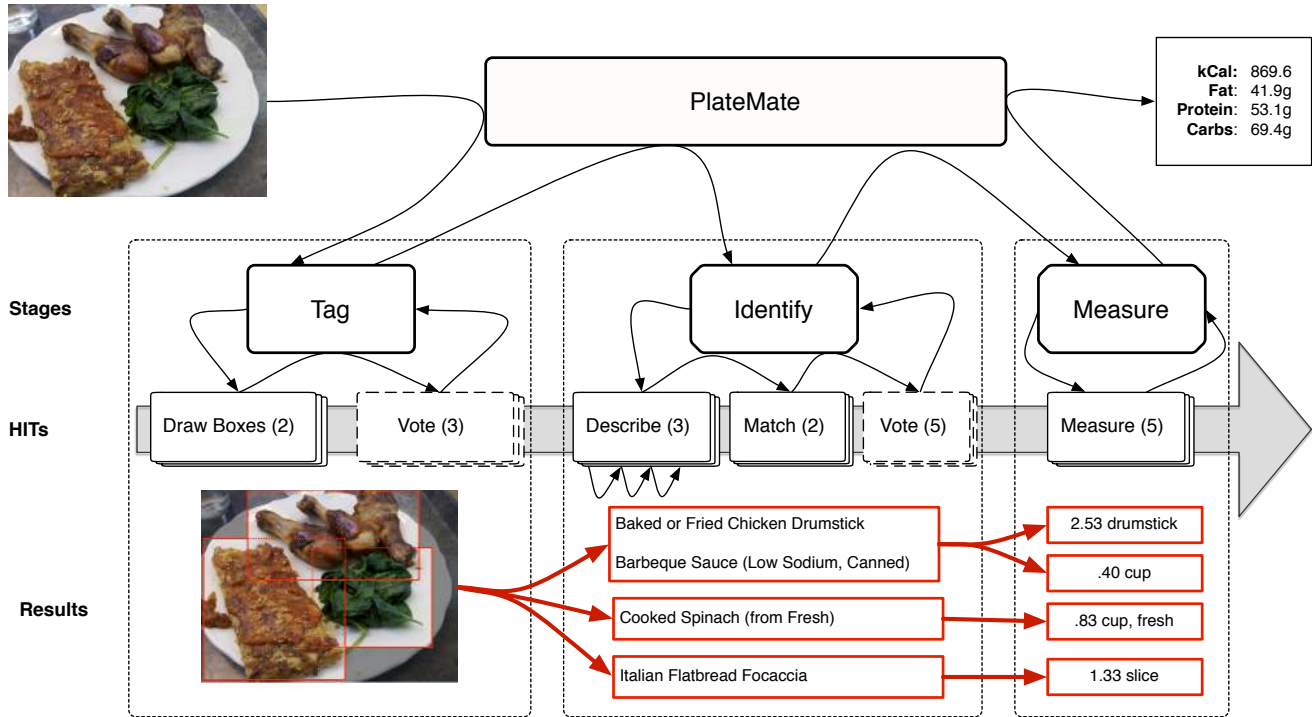 PlateMate
kCal: 869.6
Fat: 41.9g
Protein: 53.1g
Carbs: 69.4g
Stages
Tag
Identify
Measure
HITs
Draw Boxes (2)
Vote (3)
Describe (3)
Match (2)
Vote (5)
Measure (5)
Results
Baked or Fried Chicken Drumstick
Barbeque Sauce (Low Sodium, Canned)
2.53 drumstick
.40 cup
Cooked Spinach (from Fresh)
.83 cup, fresh
Italian Flatbread Focaccia
1.33 slice